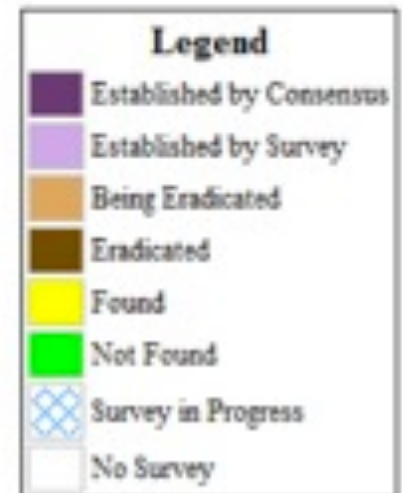 Legend
Established by Consensus
Established by Survey
Being Eradicated
Eradicated
Found
Not Found
Survey in Progress
No Survey